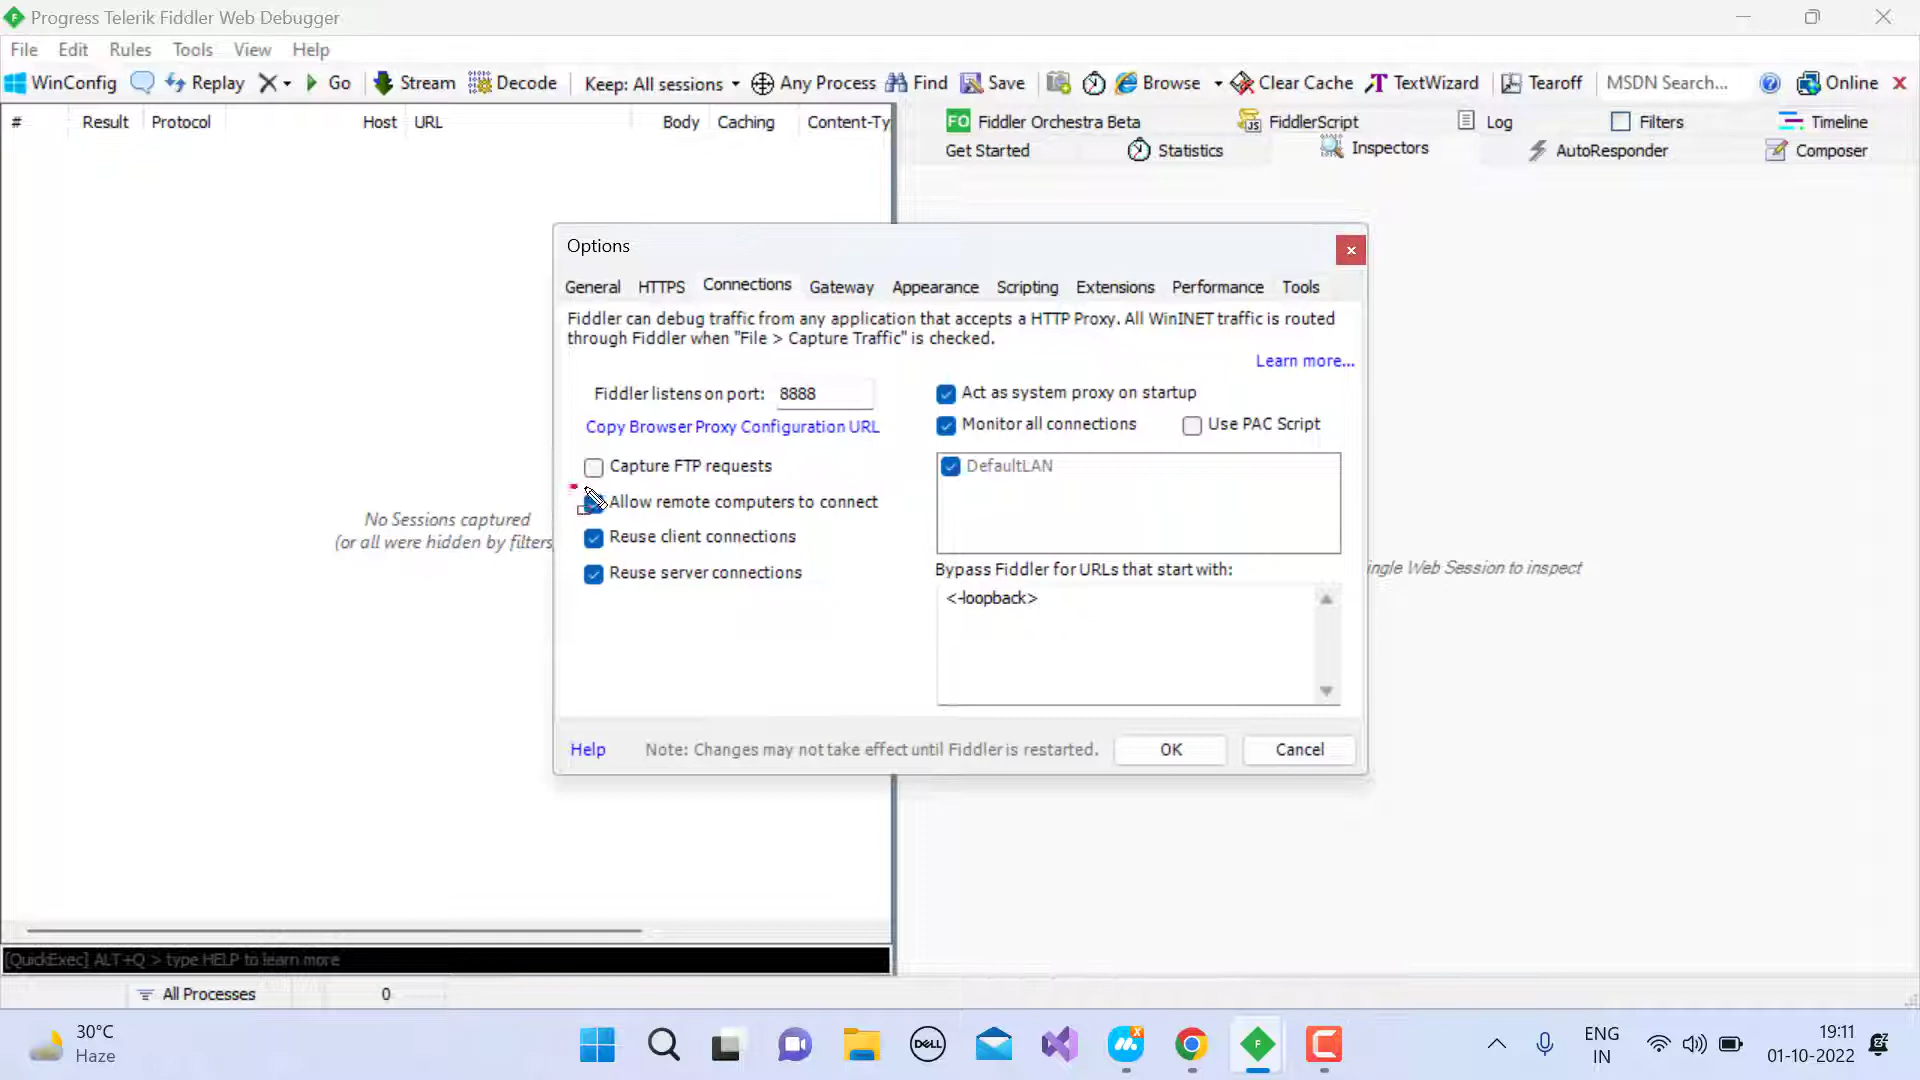 Progress Telerik Fiddler Web Debugger
File Edit Rules Tools View Help
WinConfig Replay Go Stream Decode Keep: All sessions Any Process Find Save Browse Clear Cache TextWizard Tearoff MSDN Search... Online
# Result Protocol Host URL Body Caching Content-Ty
FO Fiddler Orchestra Beta FiddlerScript Log Filters Timeline
Get Started Statistics Inspectors AutoResponder Composer
Options
General HTTPS Connections Gateway Appearance Scripting Extensions Performance Tools
Fiddler can debug traffic from any application that accepts a HTTP Proxy. All WinINET traffic is routed
through Fiddler when "File > Capture Traffic" is checked.
Learn more...
Fiddler listens on port: 8888
Copy Browser Proxy Configuration URL
Capture FTP requests
Allow remote computers to connect
Reuse client connections
Reuse server connections
Act as system proxy on startup
Monitor all connections Use PAC Script
DefaultLAN
Bypass Fiddler for URLs that start with:
<-loopback>
Help Note: Changes may not take effect until Fiddler is restarted. OK Cancel
No Sessions captured
(or all were hidden by filters
ingle Web Session to inspect
[QuickExec] ALT+Q > type HELP to learn more
All Processes 0
30°C
Haze
DELL
ENG
IN
19:11
01-10-2022